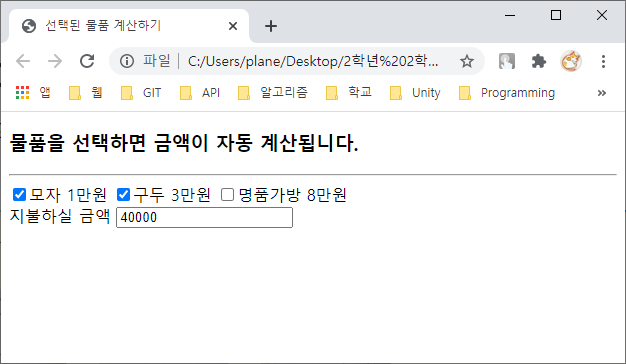 선택된 물품 계산하기
파일 | C:/Users/plane/Desktop/2학년%202학...
앱 웹 GIT API 알고리즘 학교 Unity Programming »
물품을 선택하면 금액이 자동 계산됩니다.
모자 1만원 구두 3만원 명품가방 8만원
지불하실 금액 40000